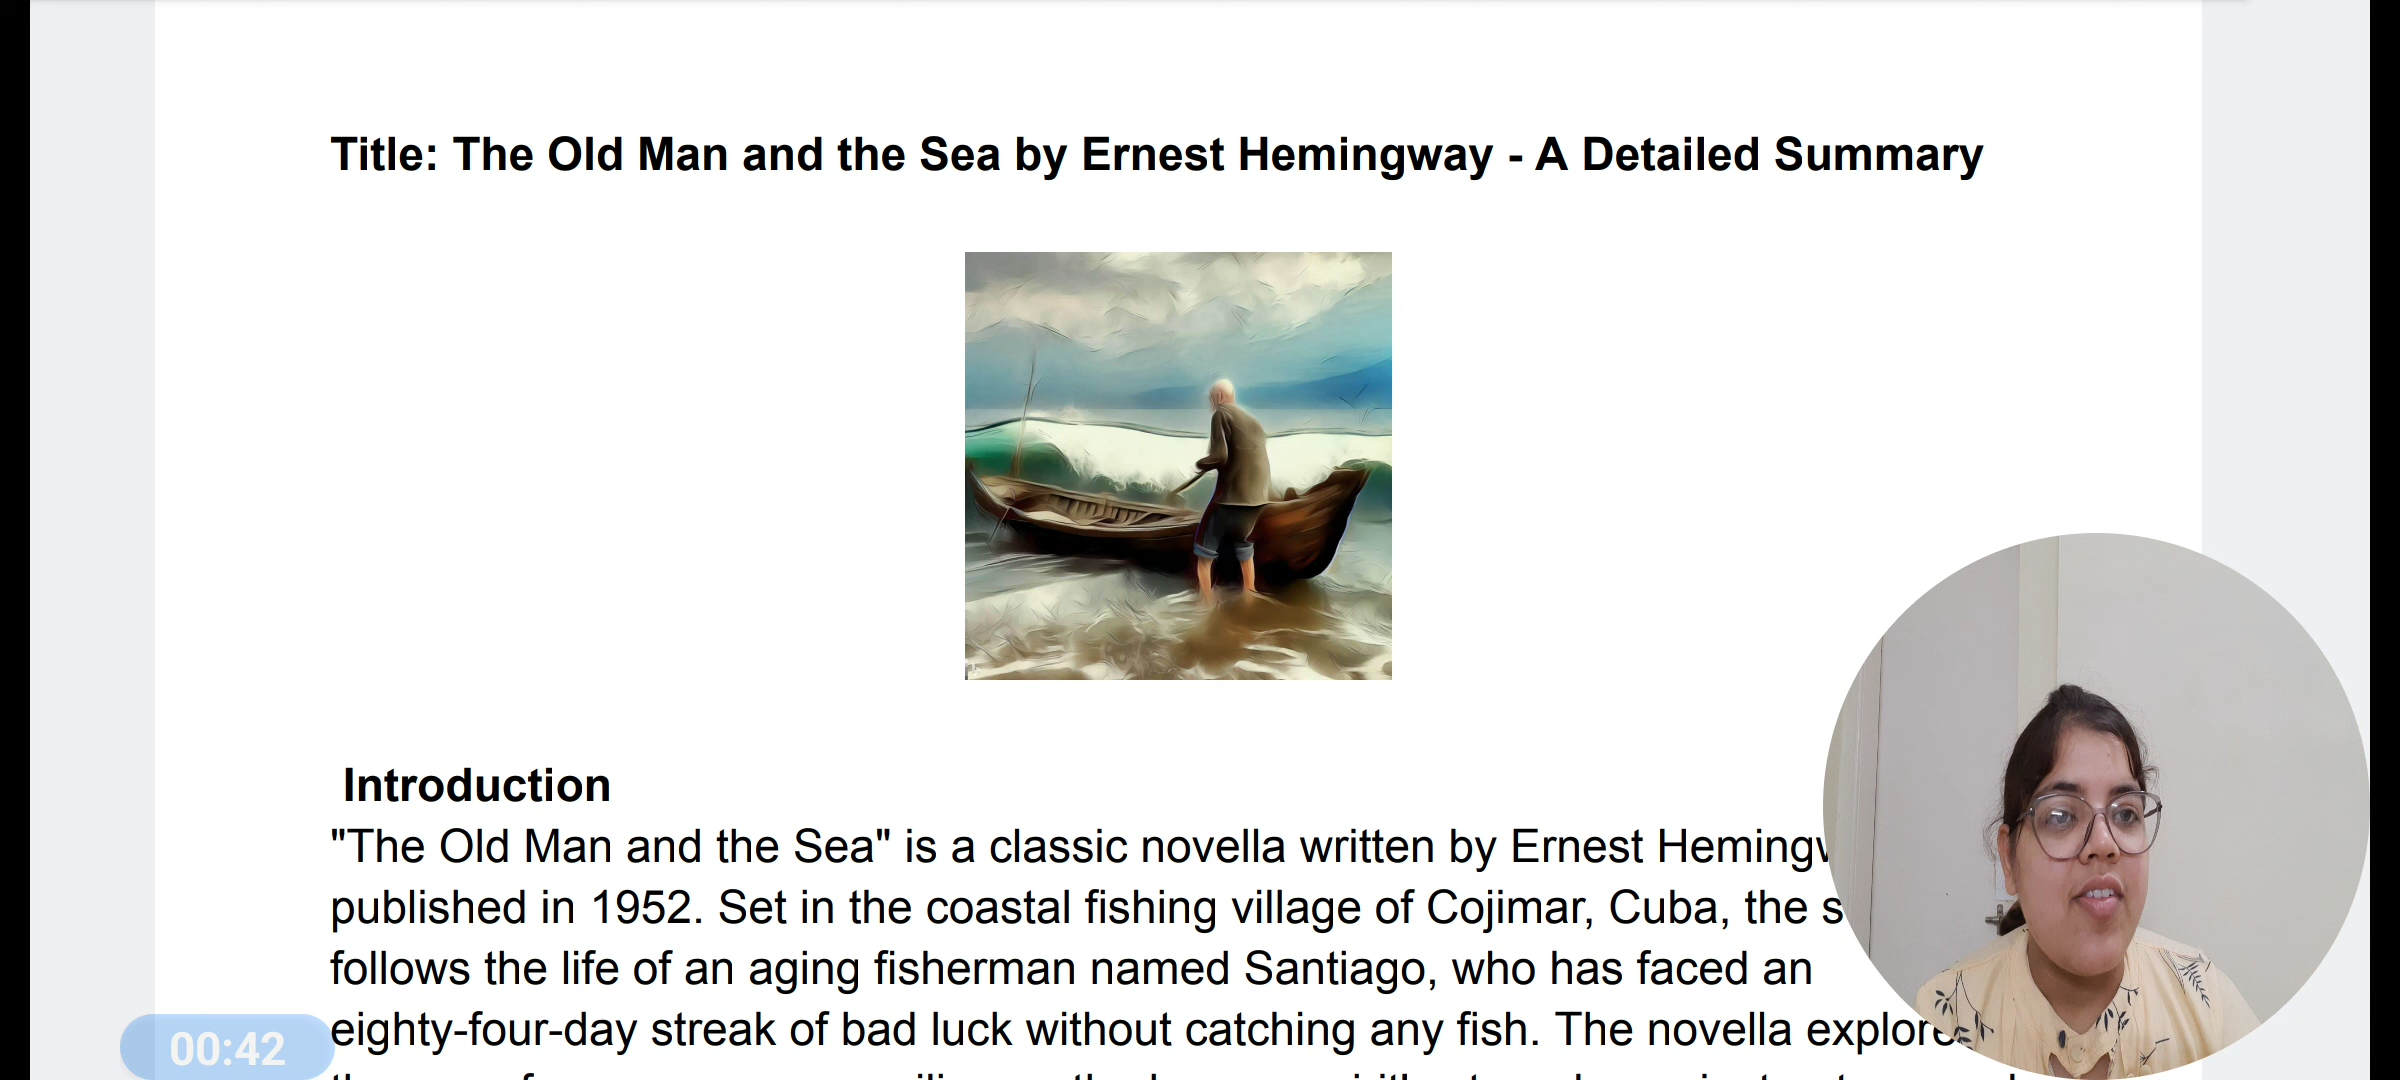 Title: The Old Man and the Sea by Ernest Hemingway - A Detailed Summary
Introduction
"The Old Man and the Sea" is a classic novella written by Ernest
published in 1952. Set in the coastal fishing village of Cojimar, Cuba, the
follows the life of an aging fisherman named Santiago, who has faced an
eighty-four-day streak of bad luck without catching any fish. The novella
00:42